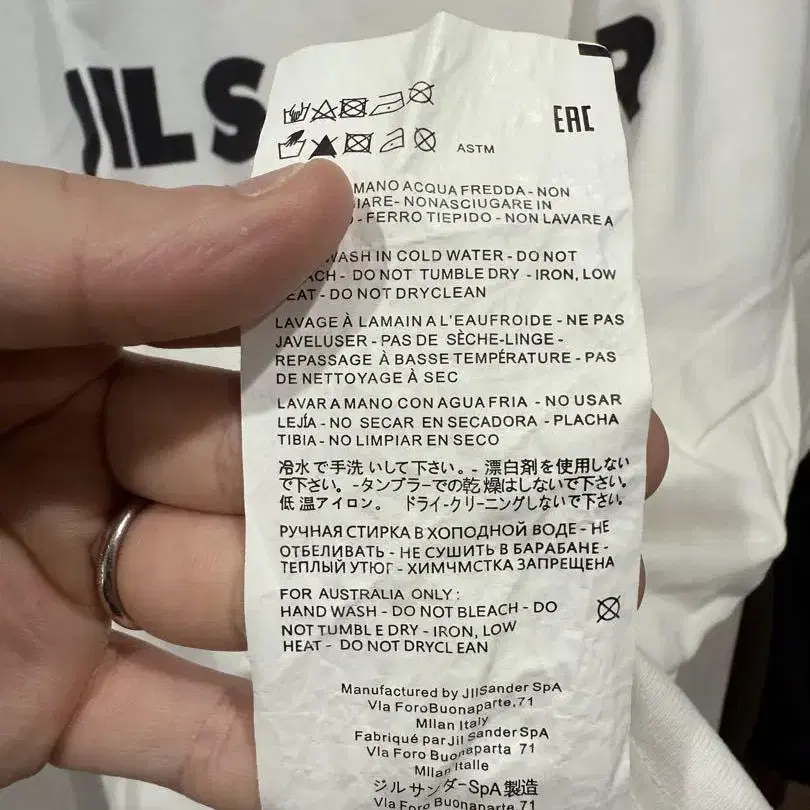 JIL S R
EAC
ASTM
MANO ACQUA FREDDA - NON
IARE- NONASCIUGARE IN
- FERRO TIEPIDO - NON LAVARE A
WASH IN COLD WATER - DO NOT
ACH - DO NOT TUMBLE DRY - IRON, LOW
EAT - DO NOT DRYCLEAN
LAVAGE À LAMAIN A L'EAUFROIDE - NE PAS
JAVELUSER - PAS DE SÈCHE-LINGE -
REPASSAGE À BASSE TEMPÉRATURE - PAS
DE NETTOYAGE À SEC
LAVAR A MANO CON AGUA FRIA - NO USAR
LEJÍA - NO SECAR EN SECADORA - PLACHA
TIBIA - NO LIMPIAR EN SECO
冷水で手洗いして下さい。- 漂白剤を使用しない
で下さい。-タンブラーでの乾燥はしないで下さい。
低温アイロン。 ドライ-クリーニングしないで下さい。
РУЧНАЯ СТИРКА В ХОПОДНОЙ ВОДЕ - НЕ
ОТБЕЛИВАТЬ - НЕ СУШИТЬ В БАРАБАНЕ -
ТЕПЛЫЙ УТЮГ - ХИМЧМСТКА ЗАПРЕЩЕНА
FOR AUSTRALIA ONLY :
HAND WASH - DO NOT BLEACH - DO
NOT TUMBL E DRY - IRON, LOW
HEAT - DO NOT DRYCL EAN
Manufactured by JIlSander SpA
VIa ForoBuonaparte,71
MIlan Italy
Fabriqué par Jil Sander SpA
VIa Foro Buonaparta 71
MIlan Italle
ジルサンダーSpA製造
VIa Foro Buonaparte 71